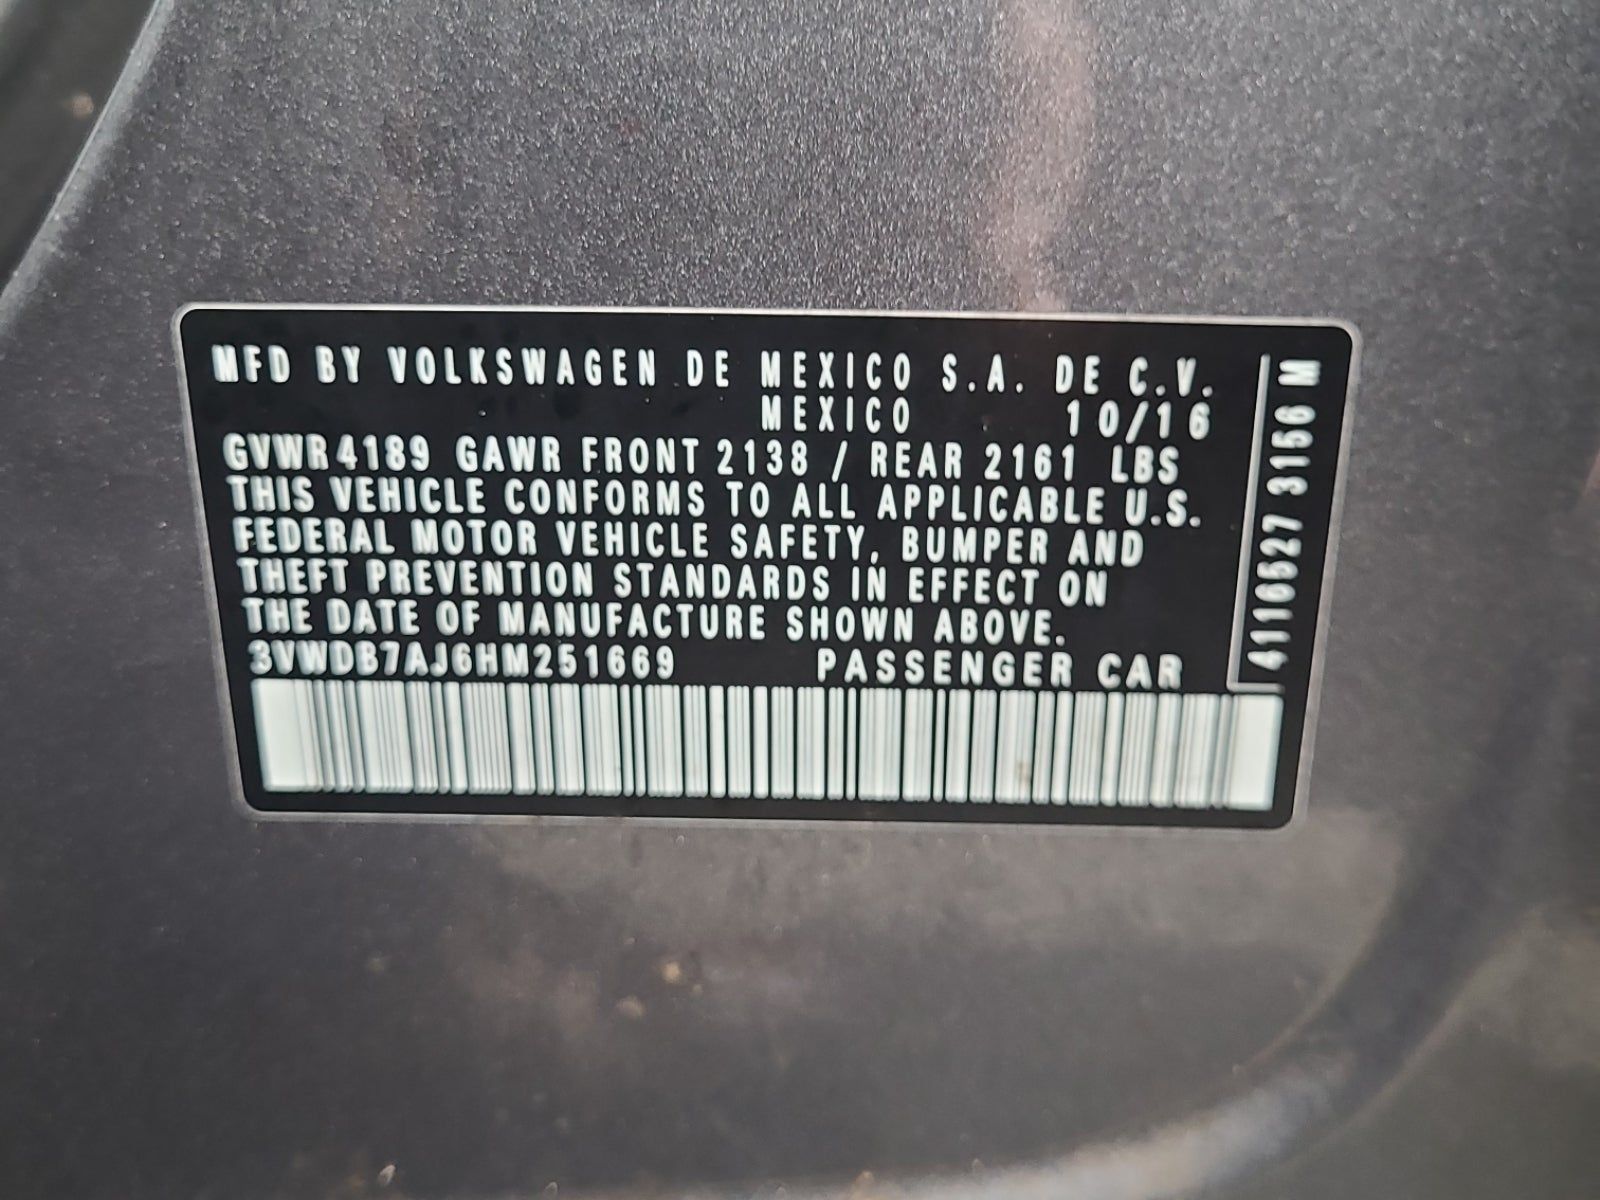 MFD BY VOLKSWAGEN DE MEXICO S.A. DE C.V.
MEXICO 10/16
GVWR 4189 GAWR FRONT 2138 / REAR 2161 LBS
THIS VEHICLE CONFORMS TO ALL APPLICABLE U.S.
FEDERAL MOTOR VEHICLE SAFETY, BUMPER AND
THEFT PREVENTION STANDARDS IN EFFECT ON
THE DATE OF MANUFACTURE SHOWN ABOVE.
3VWDB7AJ6HM251669 PASSENGER CAR
4116527 3156 M